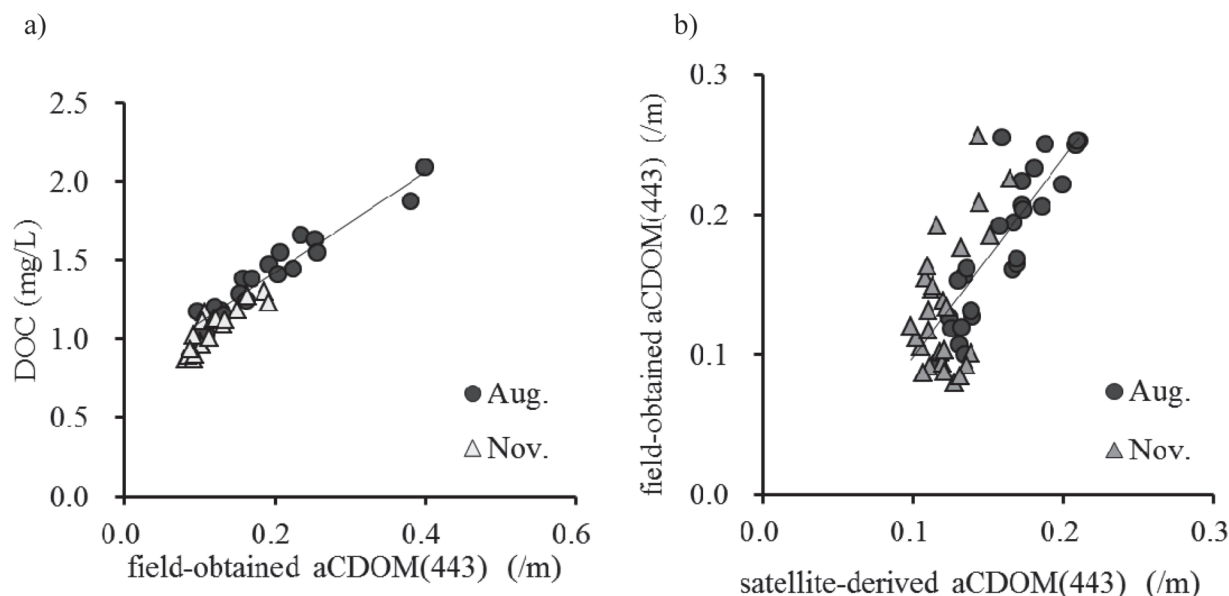 a)
DOC (mg/L)
2.5
2.0
1.5
1.0
0.5
0.0
0.0 0.2 0.4 0.6
field-obtained aCDOM(443) (/m)
Aug.
Nov.
b)
field-obtained aCDOM(443) (/m)
0.3
0.2
0.1
0.0
0.0 0.1 0.2 0.3
satellite-derived aCDOM(443) (/m)
Aug.
Nov.